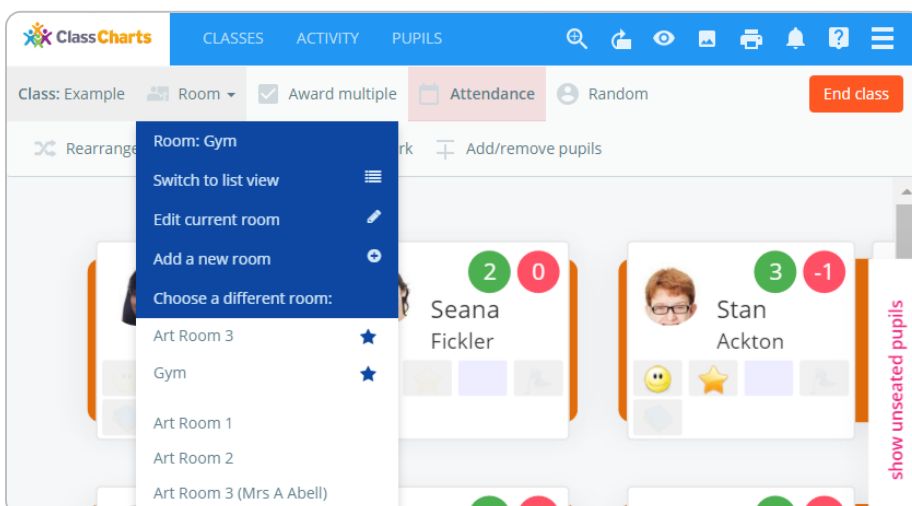 ClassCharts CLASSES ACTIVITY PUPILS
Class: Example Room Award multiple Attendance Random End class
Rearrange rk Add/remove pupils
Room: Gym
Switch to list view
Edit current room
Add a new room
Choose a different room:
Art Room 3
Gym
Art Room 1
Art Room 2
Art Room 3 (Mrs A Abell)
2 0
Seana
Fickler
3 -1
Stan
Ackton
show unseated pupils